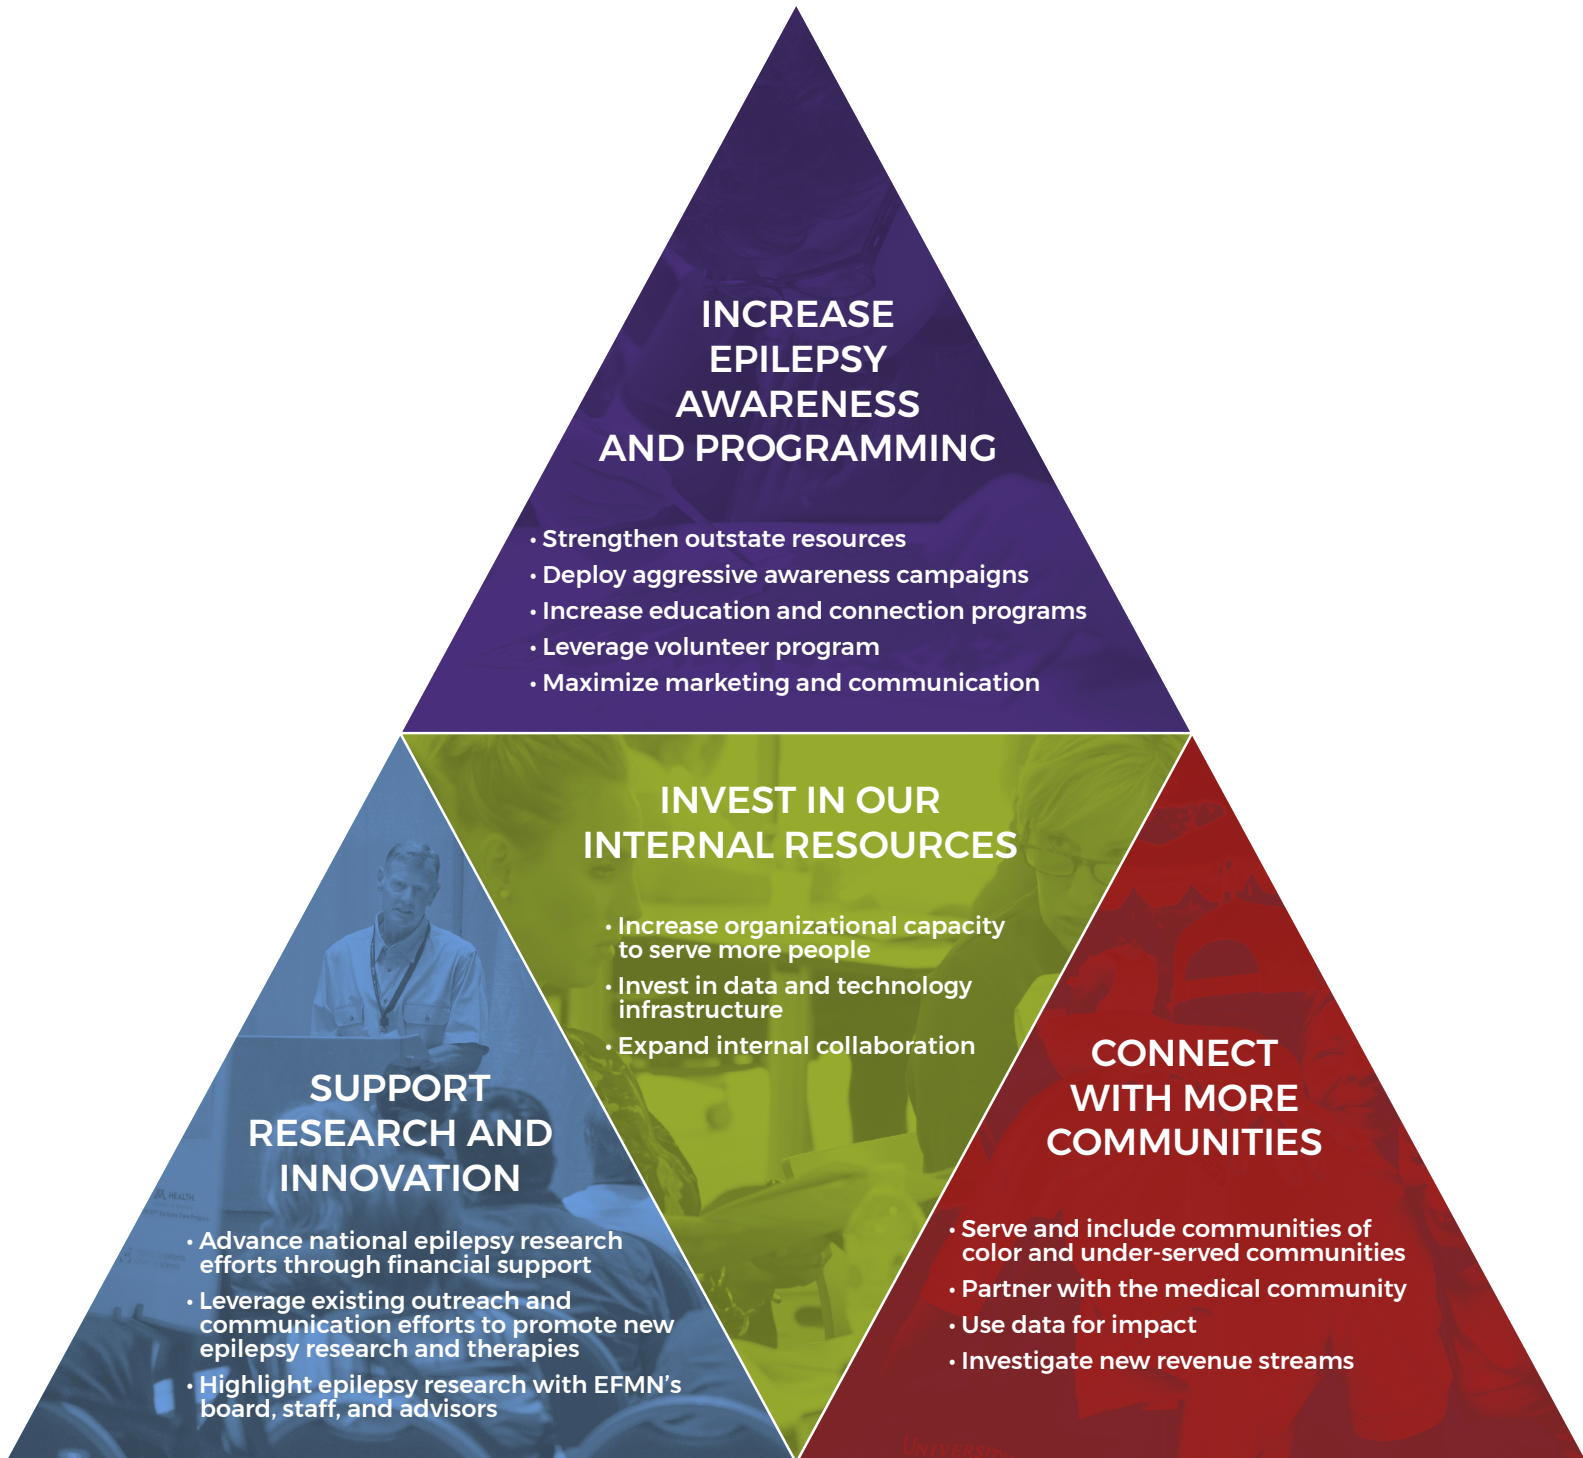 INCREASE
EPILEPSY
AWARENESS
AND PROGRAMMING
• Strengthen outstate resources
• Deploy aggressive awareness campaigns
• Increase education and connection programs
• Leverage volunteer program
• Maximize marketing and communication
INVEST IN OUR
INTERNAL RESOURCES
• Increase organizational capacity
to serve more people
• Invest in data and technology
infrastructure
• Expand internal collaboration
SUPPORT
RESEARCH AND
INNOVATION
• Advance national epilepsy research
efforts through financial support
• Leverage existing outreach and
communication efforts to promote new
epilepsy research and therapies
• Highlight epilepsy research with EFMN’s
board, staff, and advisors
CONNECT
WITH MORE
COMMUNITIES
• Serve and include communities of
color and under-served communities
• Partner with the medical community
• Use data for impact
• Investigate new revenue streams
M HEALTH